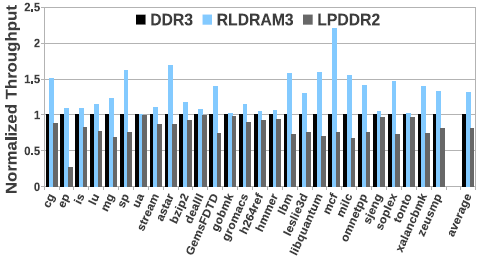 DDR3 RLDRAM3 LPDDR2
Normalized Throughput
2.5
2
1.5
1
0.5
0
cg
ep
is
lu
mg
sp
ua
stream
astar
bzip2
dealII
GemsFDTD
gobmk
gromacs
h264ref
hmmer
lbm
leslie3d
libquantum
mcf
milc
omnetpp
sjeng
soplex
tonto
xalancbmk
zeusmp
average